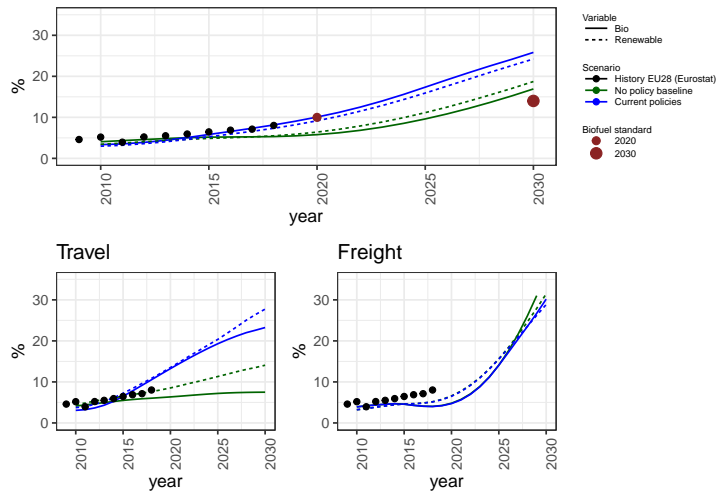 30
20
10
0
%
2010
2015
2020
2025
2030
year
Variable
Bio
Renewable
Scenario
History EU28 (Eurostat)
No policy baseline
Current policies
Biofuel standard
2020
2030
Travel
30
20
10
0
%
2010
2015
2020
2025
2030
year
Freight
30
20
10
0
%
2010
2015
2020
2025
2030
year